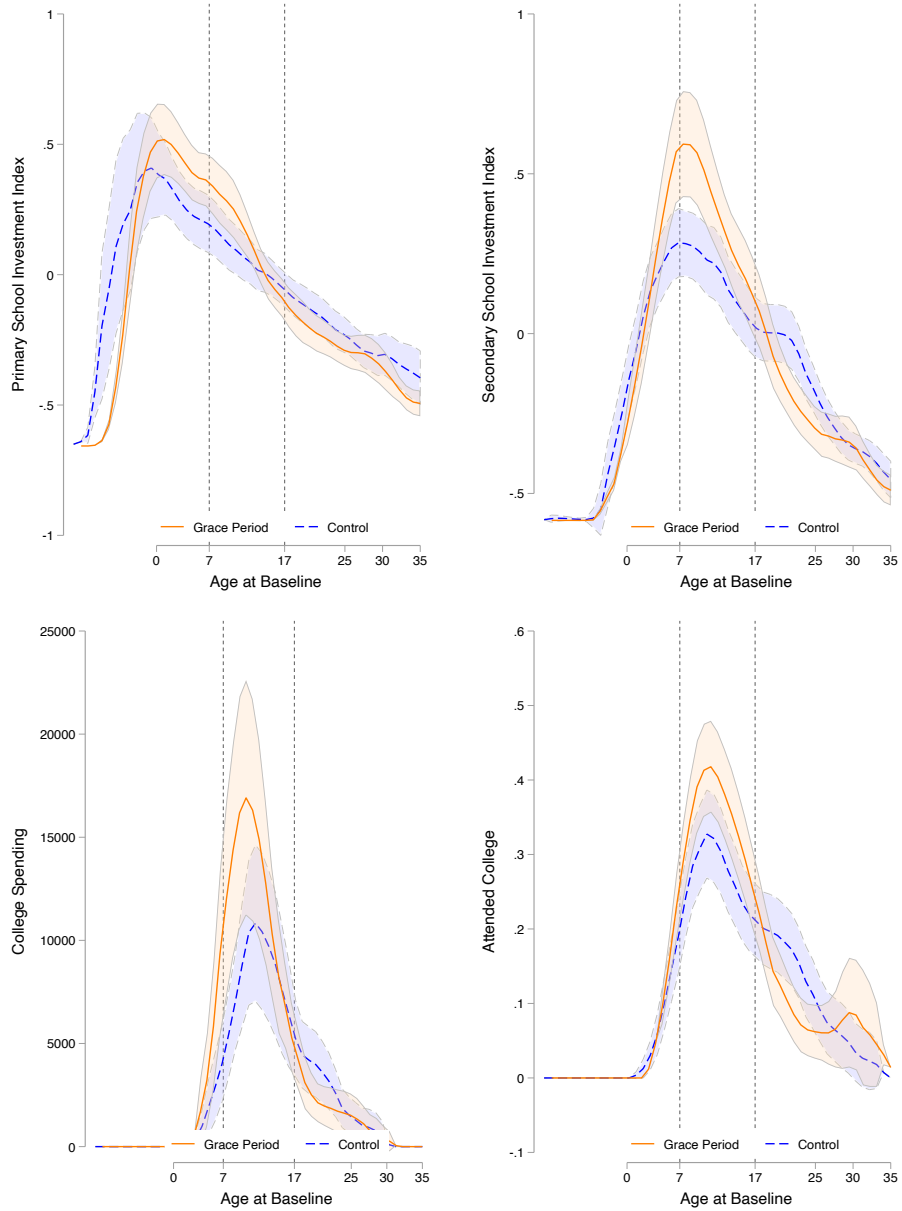 Primary School Investment Index
1
.5
0
-.5
-1
Grace Period Control
0 7 17 25 30 35
Age at Baseline
Secondary School Investment Index
1
.5
0
-.5
Grace Period Control
0 7 17 25 30 35
Age at Baseline
College Spending
25000
20000
15000
10000
5000
0
Grace Period Control
0 7 17 25 30 35
Age at Baseline
Attended College
.6
.5
.4
.3
.2
.1
0
-.1
Grace Period Control
0 7 17 25 30 35
Age at Baseline